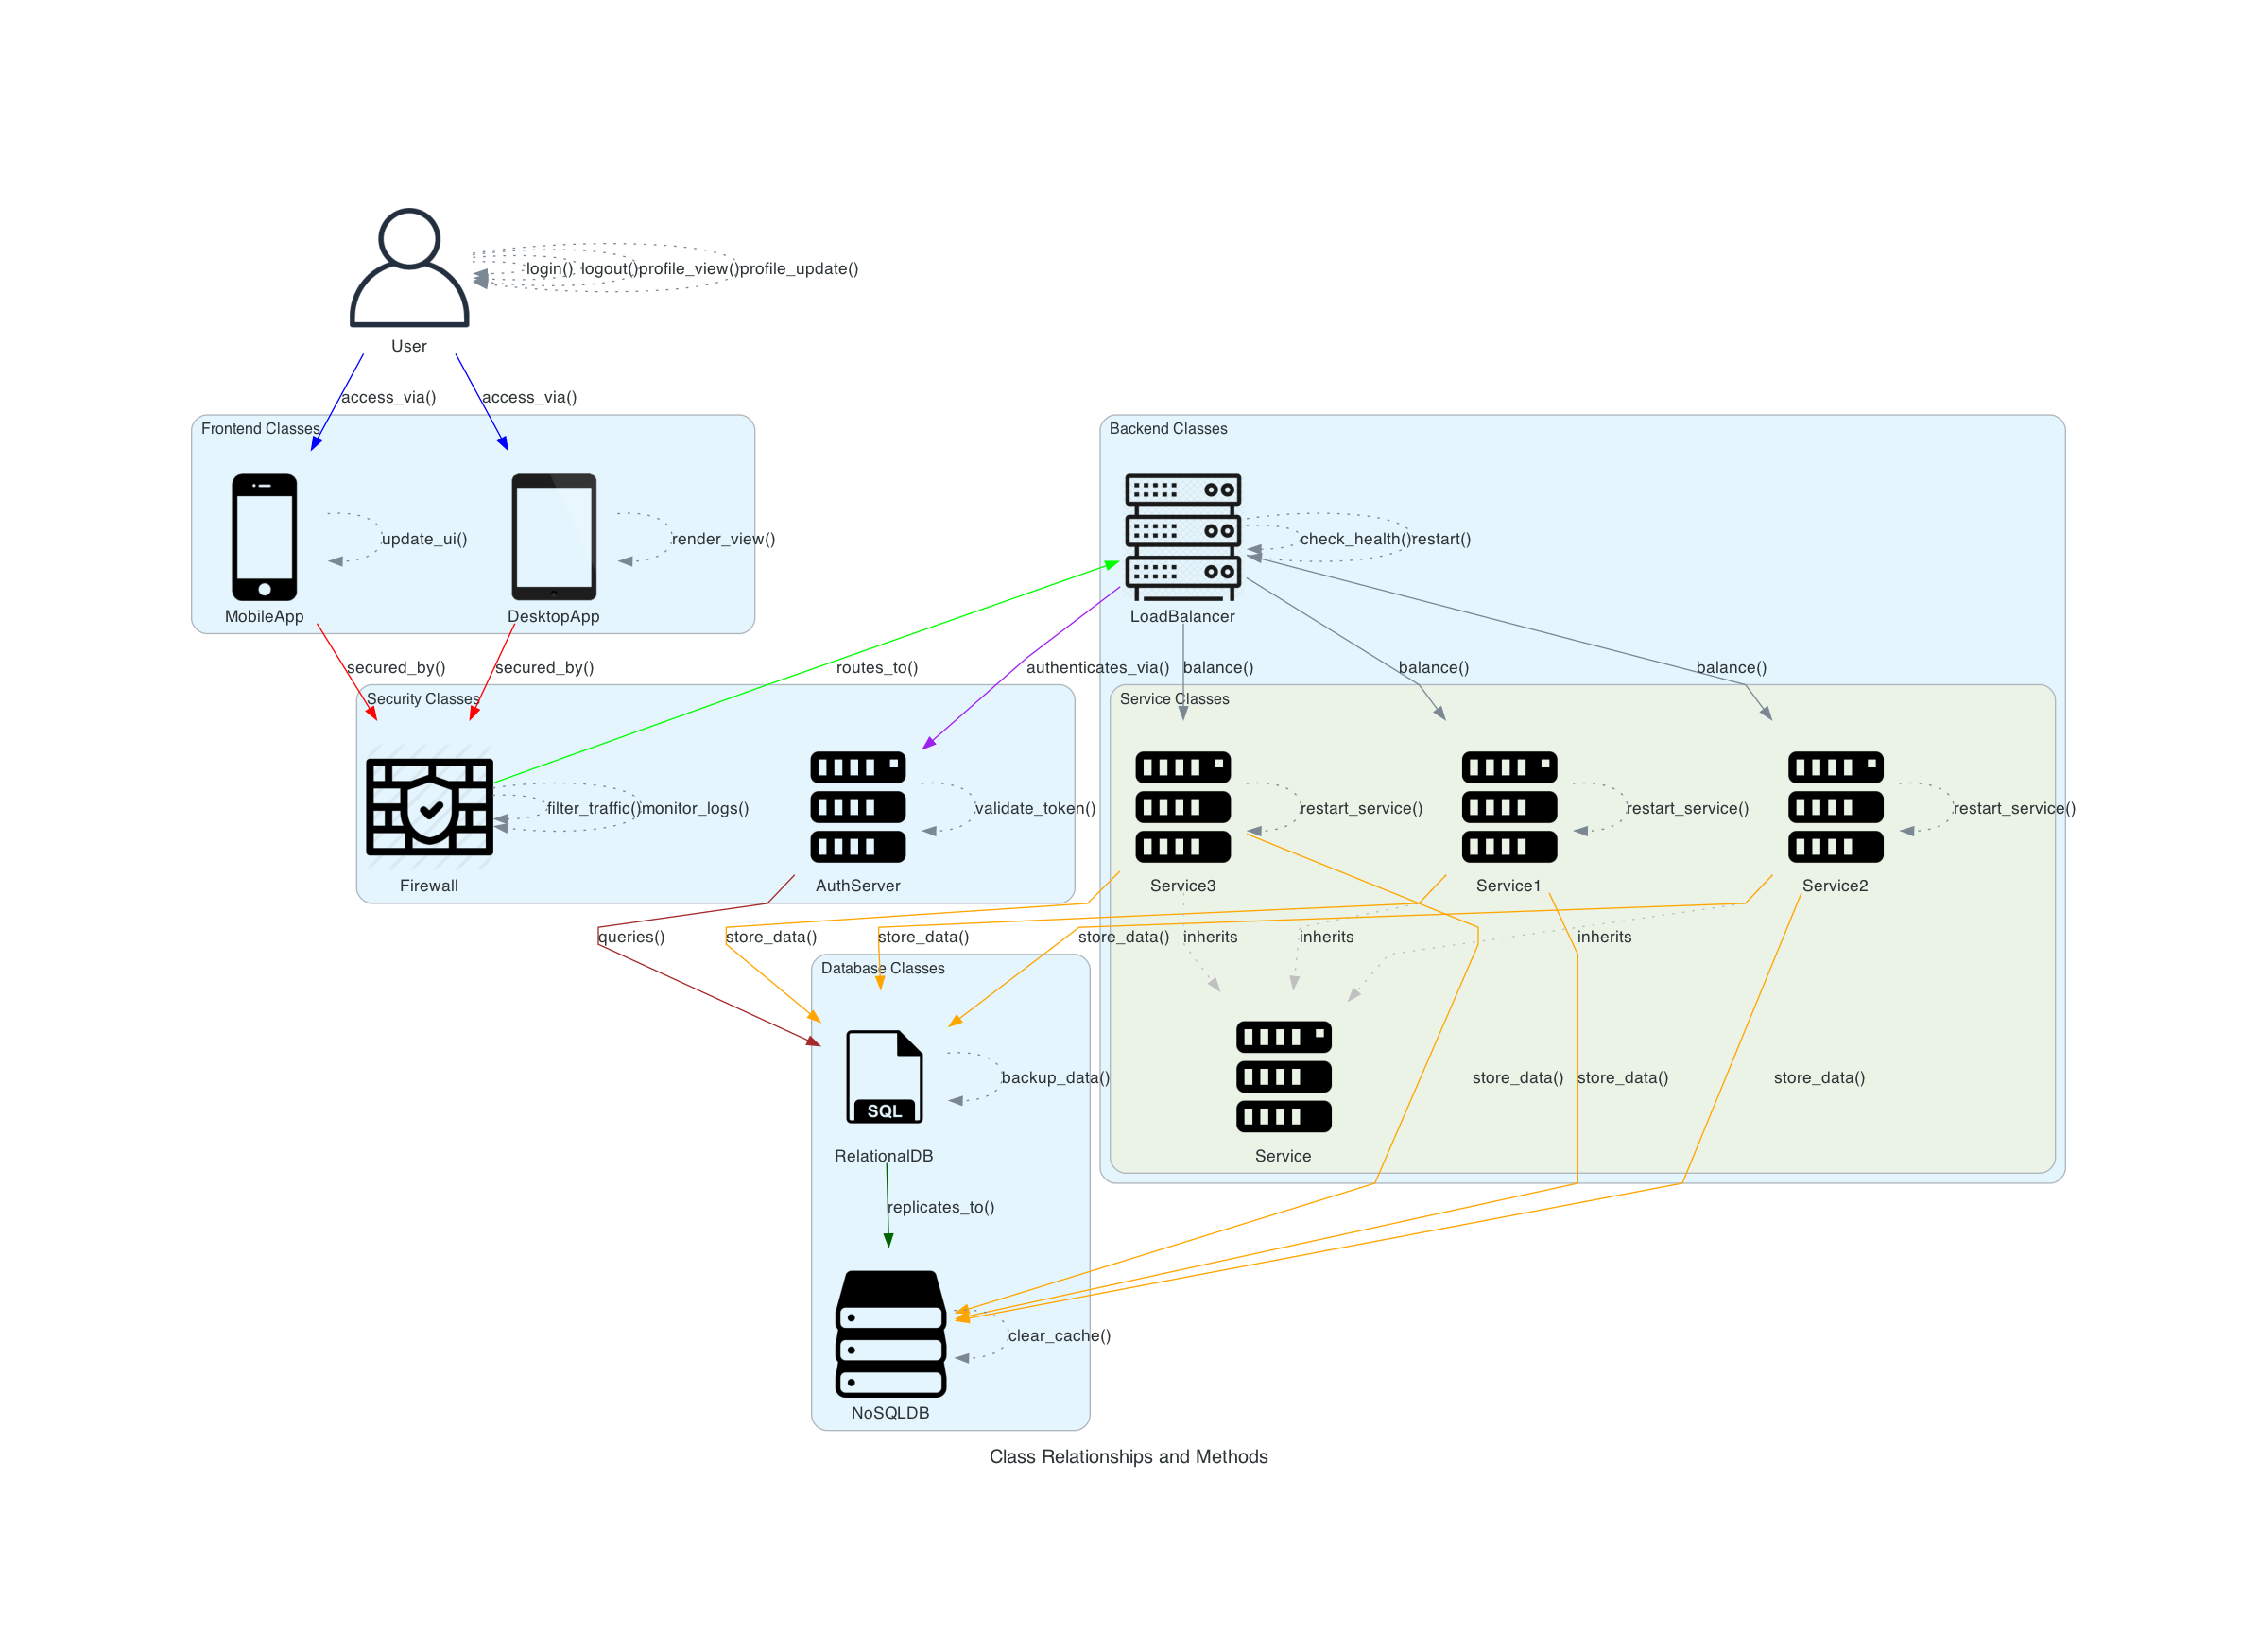 login()
logout()
profile_view()
profile_update()
User
access_via()
access_via()
Frontend Classes
Backend Classes
update_ui()
render_view()
check_health()
restart()
MobileApp
DesktopApp
LoadBalancer
secured_by()
secured_by()
routes_to()
authenticates_via()
balance()
balance()
balance()
Security Classes
Service Classes
filter_traffic()
monitor_logs()
validate_token()
restart_service()
restart_service()
restart_service()
Firewall
AuthServer
Service3
Service1
Service2
queries()
store_data()
store_data()
store_data()
inherits
inherits
inherits
Database Classes
backup_data()
store_data()
store_data()
store_data()
SQL
RelationalDB
Service
replicates_to()
clear_cache()
NoSQLDB
Class Relationships and Methods